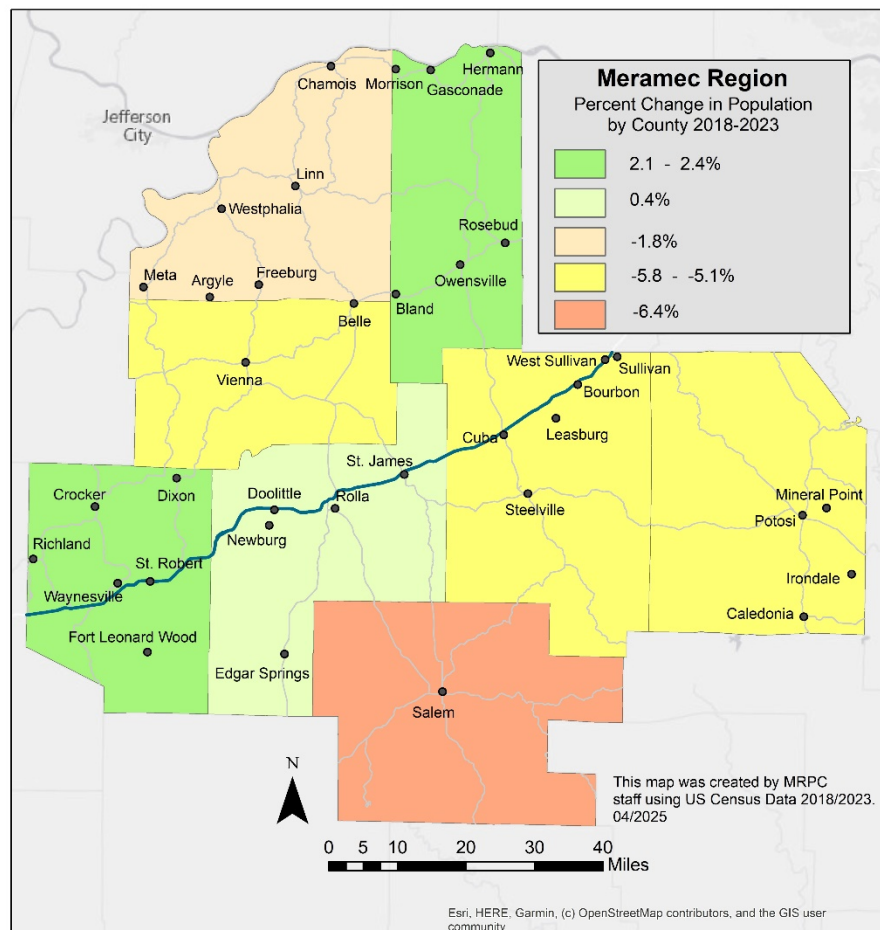 Hermann
Chamois
Morrison
Gasconade
Meramec Region
Percent Change in Population
by County 2018-2023
2.1 - 2.4%
0.4%
-1.8%
-5.8 - -5.1%
-6.4%
Jefferson
City
Linn
Westphalia
Rosebud
Owensville
Meta
Argyle
Freeburg
Belle
Bland
Vienna
West Sullivan
Sullivan
Bourbon
Leasburg
Cuba
St. James
Steelville
Crocker
Dixon
Doolittle
Rolla
Newburg
Mineral Point
Potosi
Richland
St. Robert
Waynesville
Irondale
Caledonia
Fort Leonard Wood
Edgar Springs
Salem
N
This map was created by MRPC
staff using US Census Data 2018/2023.
04/2025
0 5 10 20 30 40
Miles
Esri, HERE, Garmin, (c) OpenStreetMap contributors, and the GIS user
community